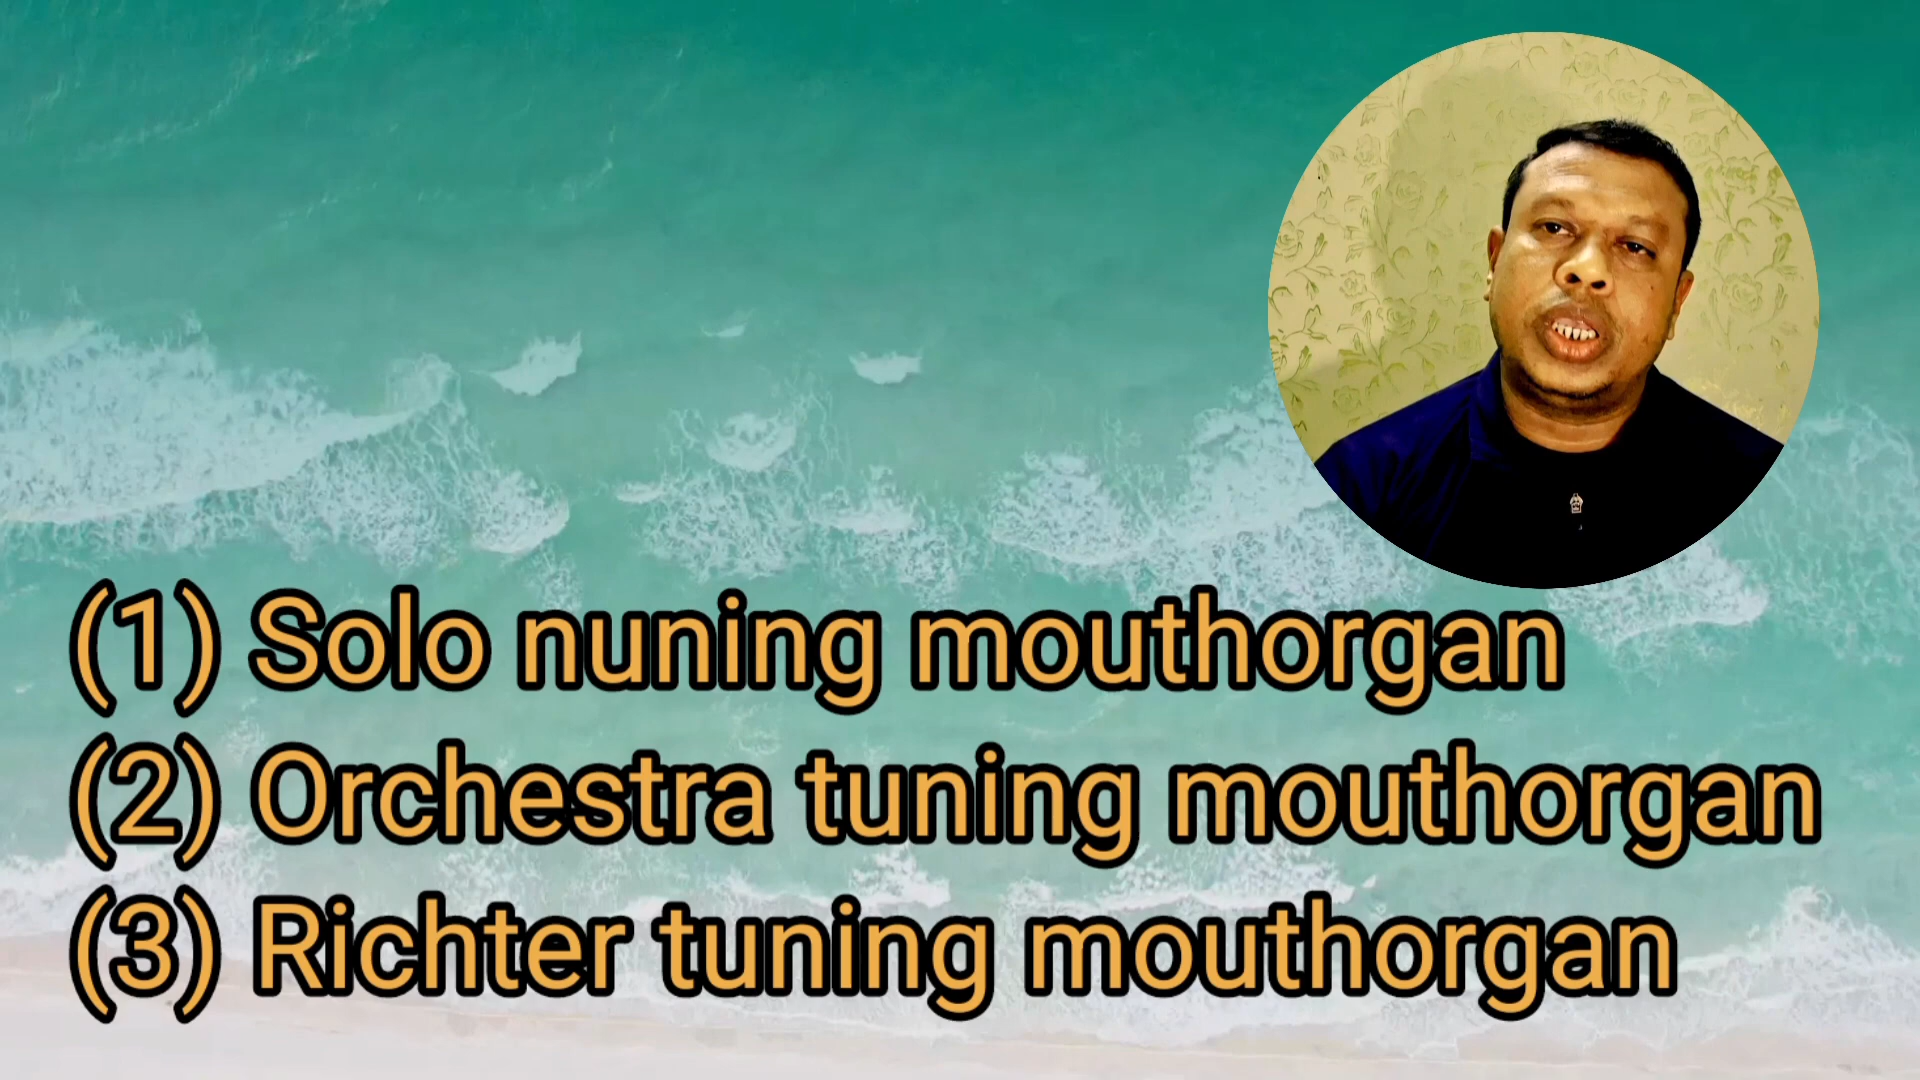 (1) Solo nuning mouthorgan
(2) Orchestra tuning mouthorgan
(3) Richter tuning mouthorgan